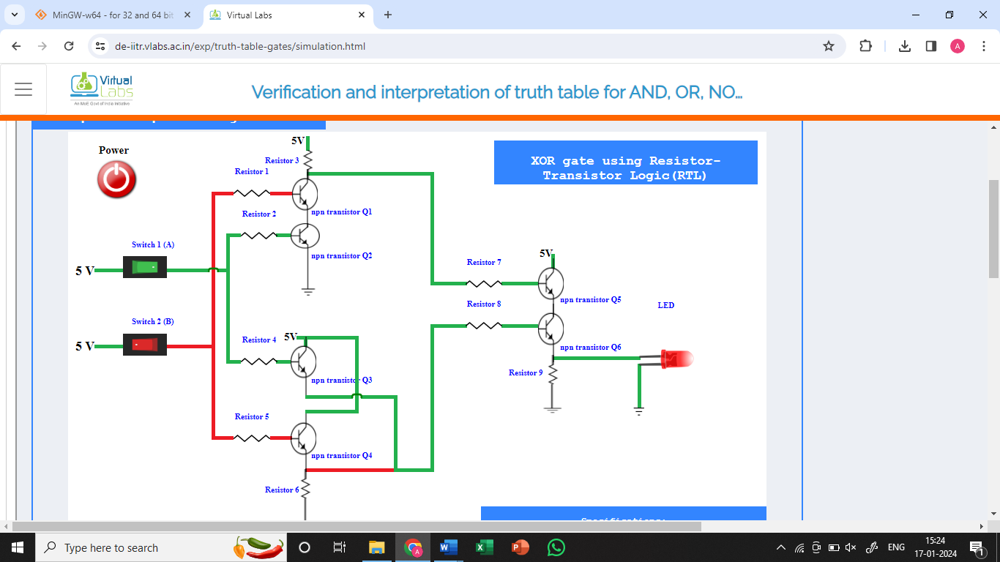 MinGW-w64 - for 32 and 64 bit
Virtual Labs
de-iitr.vlabs.ac.in/exp/truth-table-gates/simulation.html
A
Virtual
Labs
An MoE Govt of India Initiative
Verification and interpretation of truth table for AND, OR, NO...
Power
5V
Resistor 3
Resistor 1
XOR gate using Resistor-
Transistor Logic(RTL)
npn transistor Q1
Resistor 2
Switch 1 (A)
npn transistor Q2
5V
Resistor 7
5 V
npn transistor Q5
Resistor 8
LED
Switch 2 (B)
Resistor 4
5V
5 V
npn transistor Q6
Resistor 9
npn transistor Q3
Resistor 5
npn transistor Q4
Resistor 6
Specifications:
Type here to search
A
W
X
P
ENG
15:24
17-01-2024
1